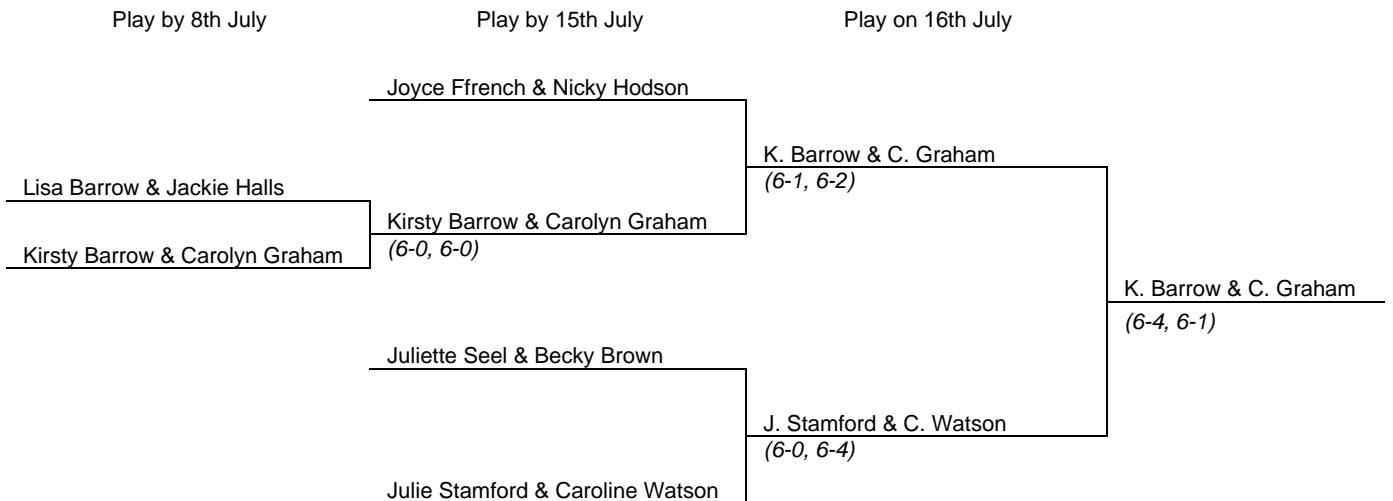 Play by 8th July
Play by 15th July
Play on 16th July
Joyce Ffrench & Nicky Hodson
K. Barrow & C. Graham
(6-1, 6-2)
Lisa Barrow & Jackie Halls
Kirsty Barrow & Carolyn Graham
(6-0, 6-0)
Kirsty Barrow & Carolyn Graham
K. Barrow & C. Graham
(6-4, 6-1)
Juliette Seel & Becky Brown
J. Stamford & C. Watson
(6-0, 6-4)
Julie Stamford & Caroline Watson